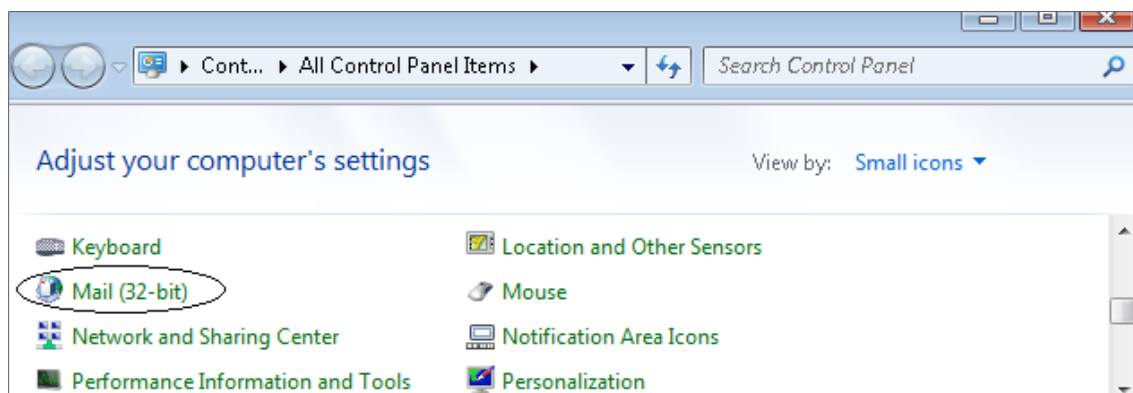 Cont... All Control Panel Items Search Control Panel
Adjust your computer's settings View by: Small icons
Keyboard Location and Other Sensors
Mail (32-bit) Mouse
Network and Sharing Center Notification Area Icons
Performance Information and Tools Personalization